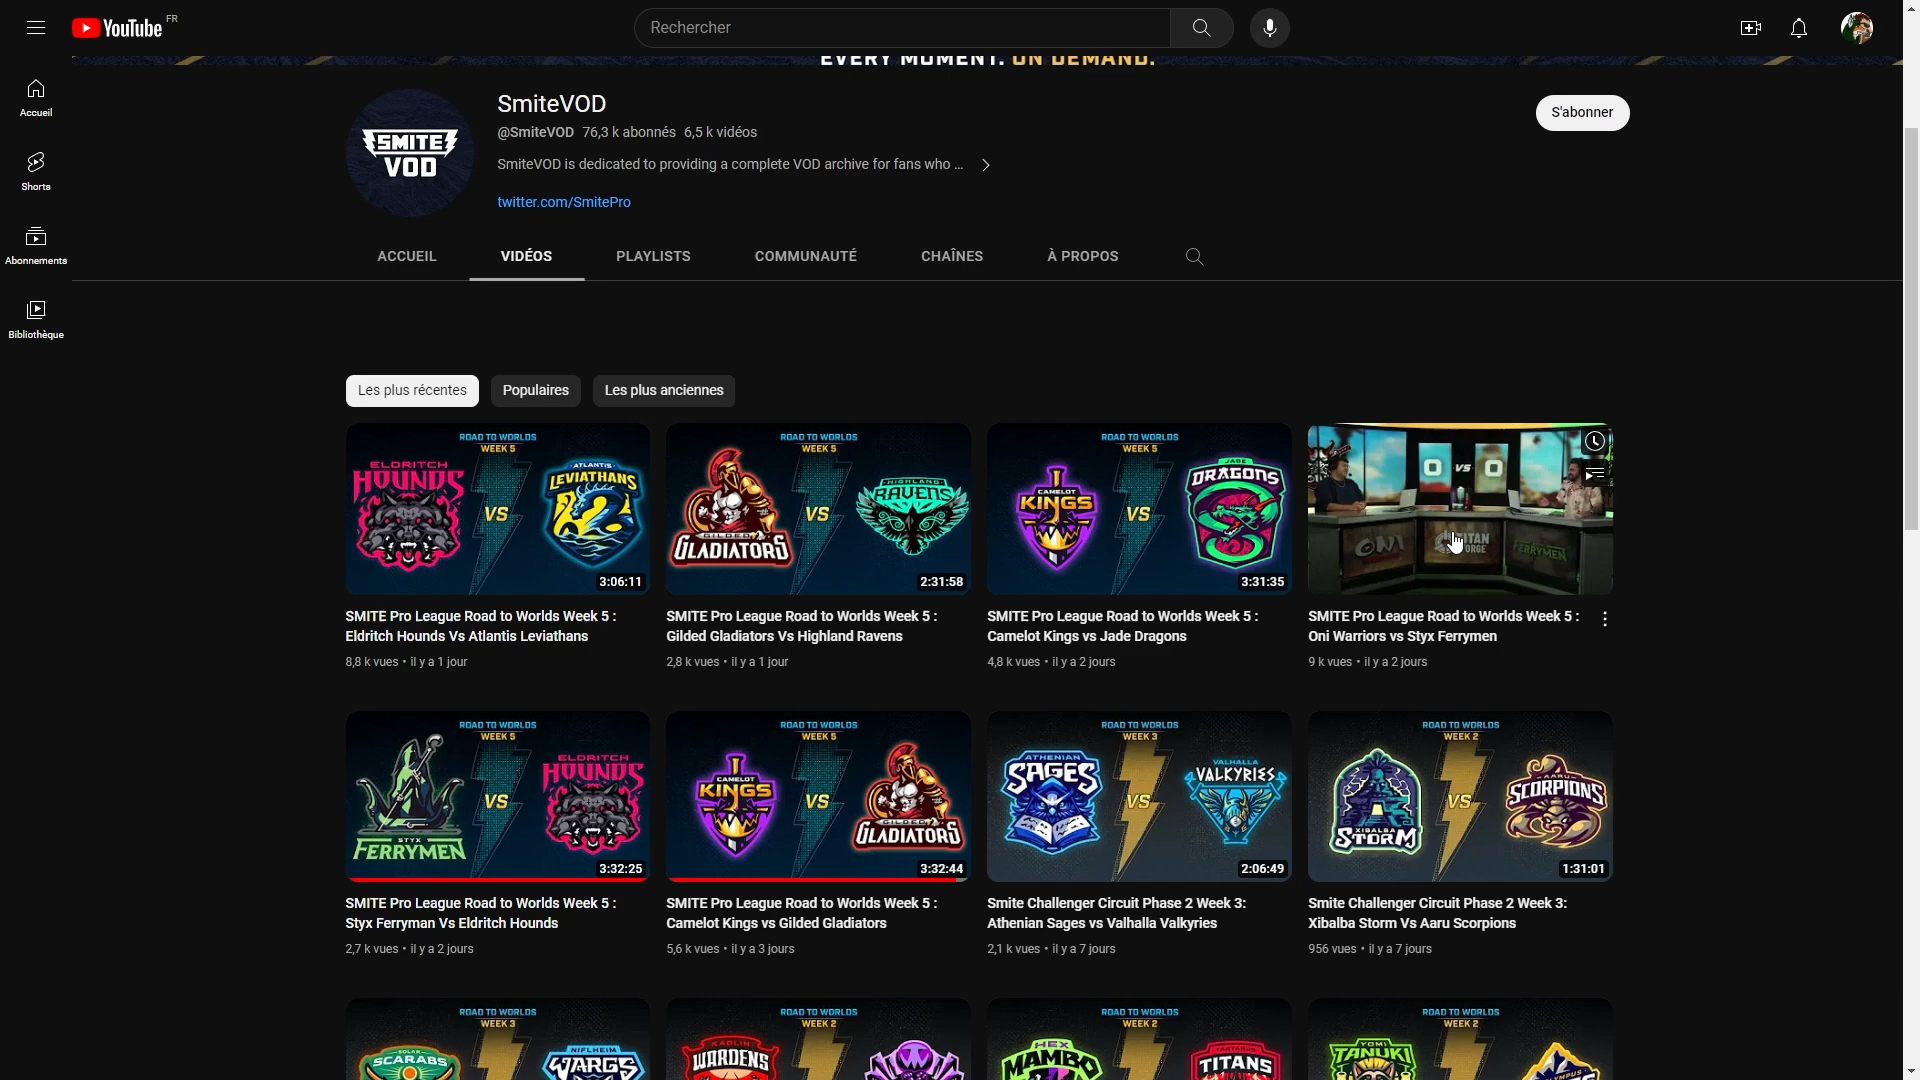 YouTube FR
Rechercher
EVERY MOMENT. ON DEMAND.
Accueil
Shorts
Abonnements
Bibliothèque
SMITE
VOD
SmiteVOD
@SmiteVOD 76,3 k abonnés 6,5 k vidéos
SmiteVOD is dedicated to providing a complete VOD archive for fans who ...
twitter.com/SmitePro
S'abonner
ACCUEIL
VIDÉOS
PLAYLISTS
COMMUNAUTÉ
CHAÎNES
À PROPOS
Les plus récentes
Populaires
Les plus anciennes
ROAD TO WORLDS
WEEK 5
ELDRITCH
HOUNDS
VS
ATLANTIS
LEVIATHANS
3:06:11
SMITE Pro League Road to Worlds Week 5 :
Eldritch Hounds Vs Atlantis Leviathans
8,8 k vues • il y a 1 jour
ROAD TO WORLDS
WEEK 5
GILDED
GLADIATORS
VS
HIGHLAND
RAVENS
2:31:58
SMITE Pro League Road to Worlds Week 5 :
Gilded Gladiators Vs Highland Ravens
2,8 k vues • il y a 1 jour
ROAD TO WORLDS
WEEK 5
CAMELOT
KINGS
VS
JADE
DRAGONS
3:31:35
SMITE Pro League Road to Worlds Week 5 :
Camelot Kings vs Jade Dragons
4,8 k vues • il y a 2 jours
VS
ONI
FERRYMEN
SMITE Pro League Road to Worlds Week 5 :
Oni Warriors vs Styx Ferrymen
9 k vues • il y a 2 jours
ROAD TO WORLDS
WEEK 5
STYX
FERRYMEN
VS
ELDRITCH
HOUNDS
3:32:25
SMITE Pro League Road to Worlds Week 5 :
Styx Ferryman Vs Eldritch Hounds
2,7 k vues • il y a 2 jours
ROAD TO WORLDS
WEEK 5
CAMELOT
KINGS
VS
GILDED
GLADIATORS
3:32:44
SMITE Pro League Road to Worlds Week 5 :
Camelot Kings vs Gilded Gladiators
5,6 k vues • il y a 3 jours
ROAD TO WORLDS
WEEK 3
ATHENIAN
SAGES
VS
VALHALLA
VALKYRIES
2:06:49
Smite Challenger Circuit Phase 2 Week 3:
Athenian Sages vs Valhalla Valkyries
2,1 k vues • il y a 7 jours
ROAD TO WORLDS
WEEK 2
XIBALBA
STORM
VS
AARU
SCORPIONS
1:31:01
Smite Challenger Circuit Phase 2 Week 3:
Xibalba Storm Vs Aaru Scorpions
956 vues • il y a 7 jours
ROAD TO WORLDS
WEEK 3
SOLAR
SCARABS
NIFLHEIM
WARGS
ROAD TO WORLDS
WEEK 2
KAOLIN
WARDENS
ROAD TO WORLDS
WEEK 2
HEX
MAMBO
TARTARUS
TITANS
ROAD TO WORLDS
WEEK 2
YOMI
TANUKI